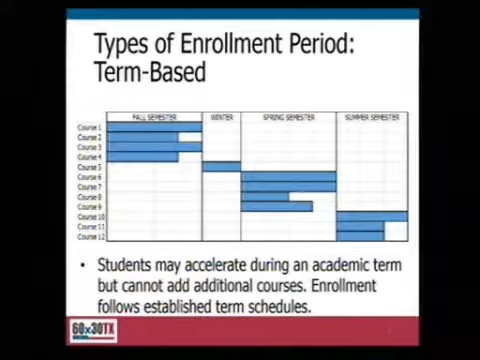 Types of Enrollment Period:
Term-Based
FALL SEMESTER WINTER SPRING SEMESTER SUMMER SEMESTER
Course 1
Course 2
Course 3
Course 4
Course 5
Course 6
Course 7
Course 8
Course 9
Course 10
Course 11
Course 12
• Students may accelerate during an academic term
but cannot add additional courses. Enrollment
follows established term schedules.
60x30TX